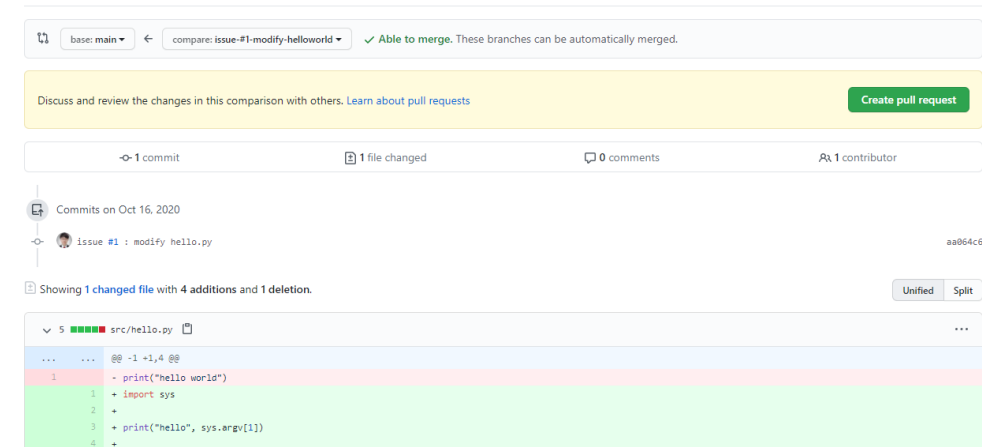 base: main ← compare: issue-#1-modify-helloworld ✓ Able to merge. These branches can be automatically merged.
Discuss and review the changes in this comparison with others. Learn about pull requests Create pull request
1 commit 1 file changed 0 comments 1 contributor
Commits on Oct 16, 2020
issue #1 : modify hello.py aa064c6
Showing 1 changed file with 4 additions and 1 deletion. Unified Split
5 src/hello.py ...
... ... @@ -1 +1,4 @@
1 - print("hello world")
1 + import sys
2 +
3 + print("hello", sys.argv[1])
4 +